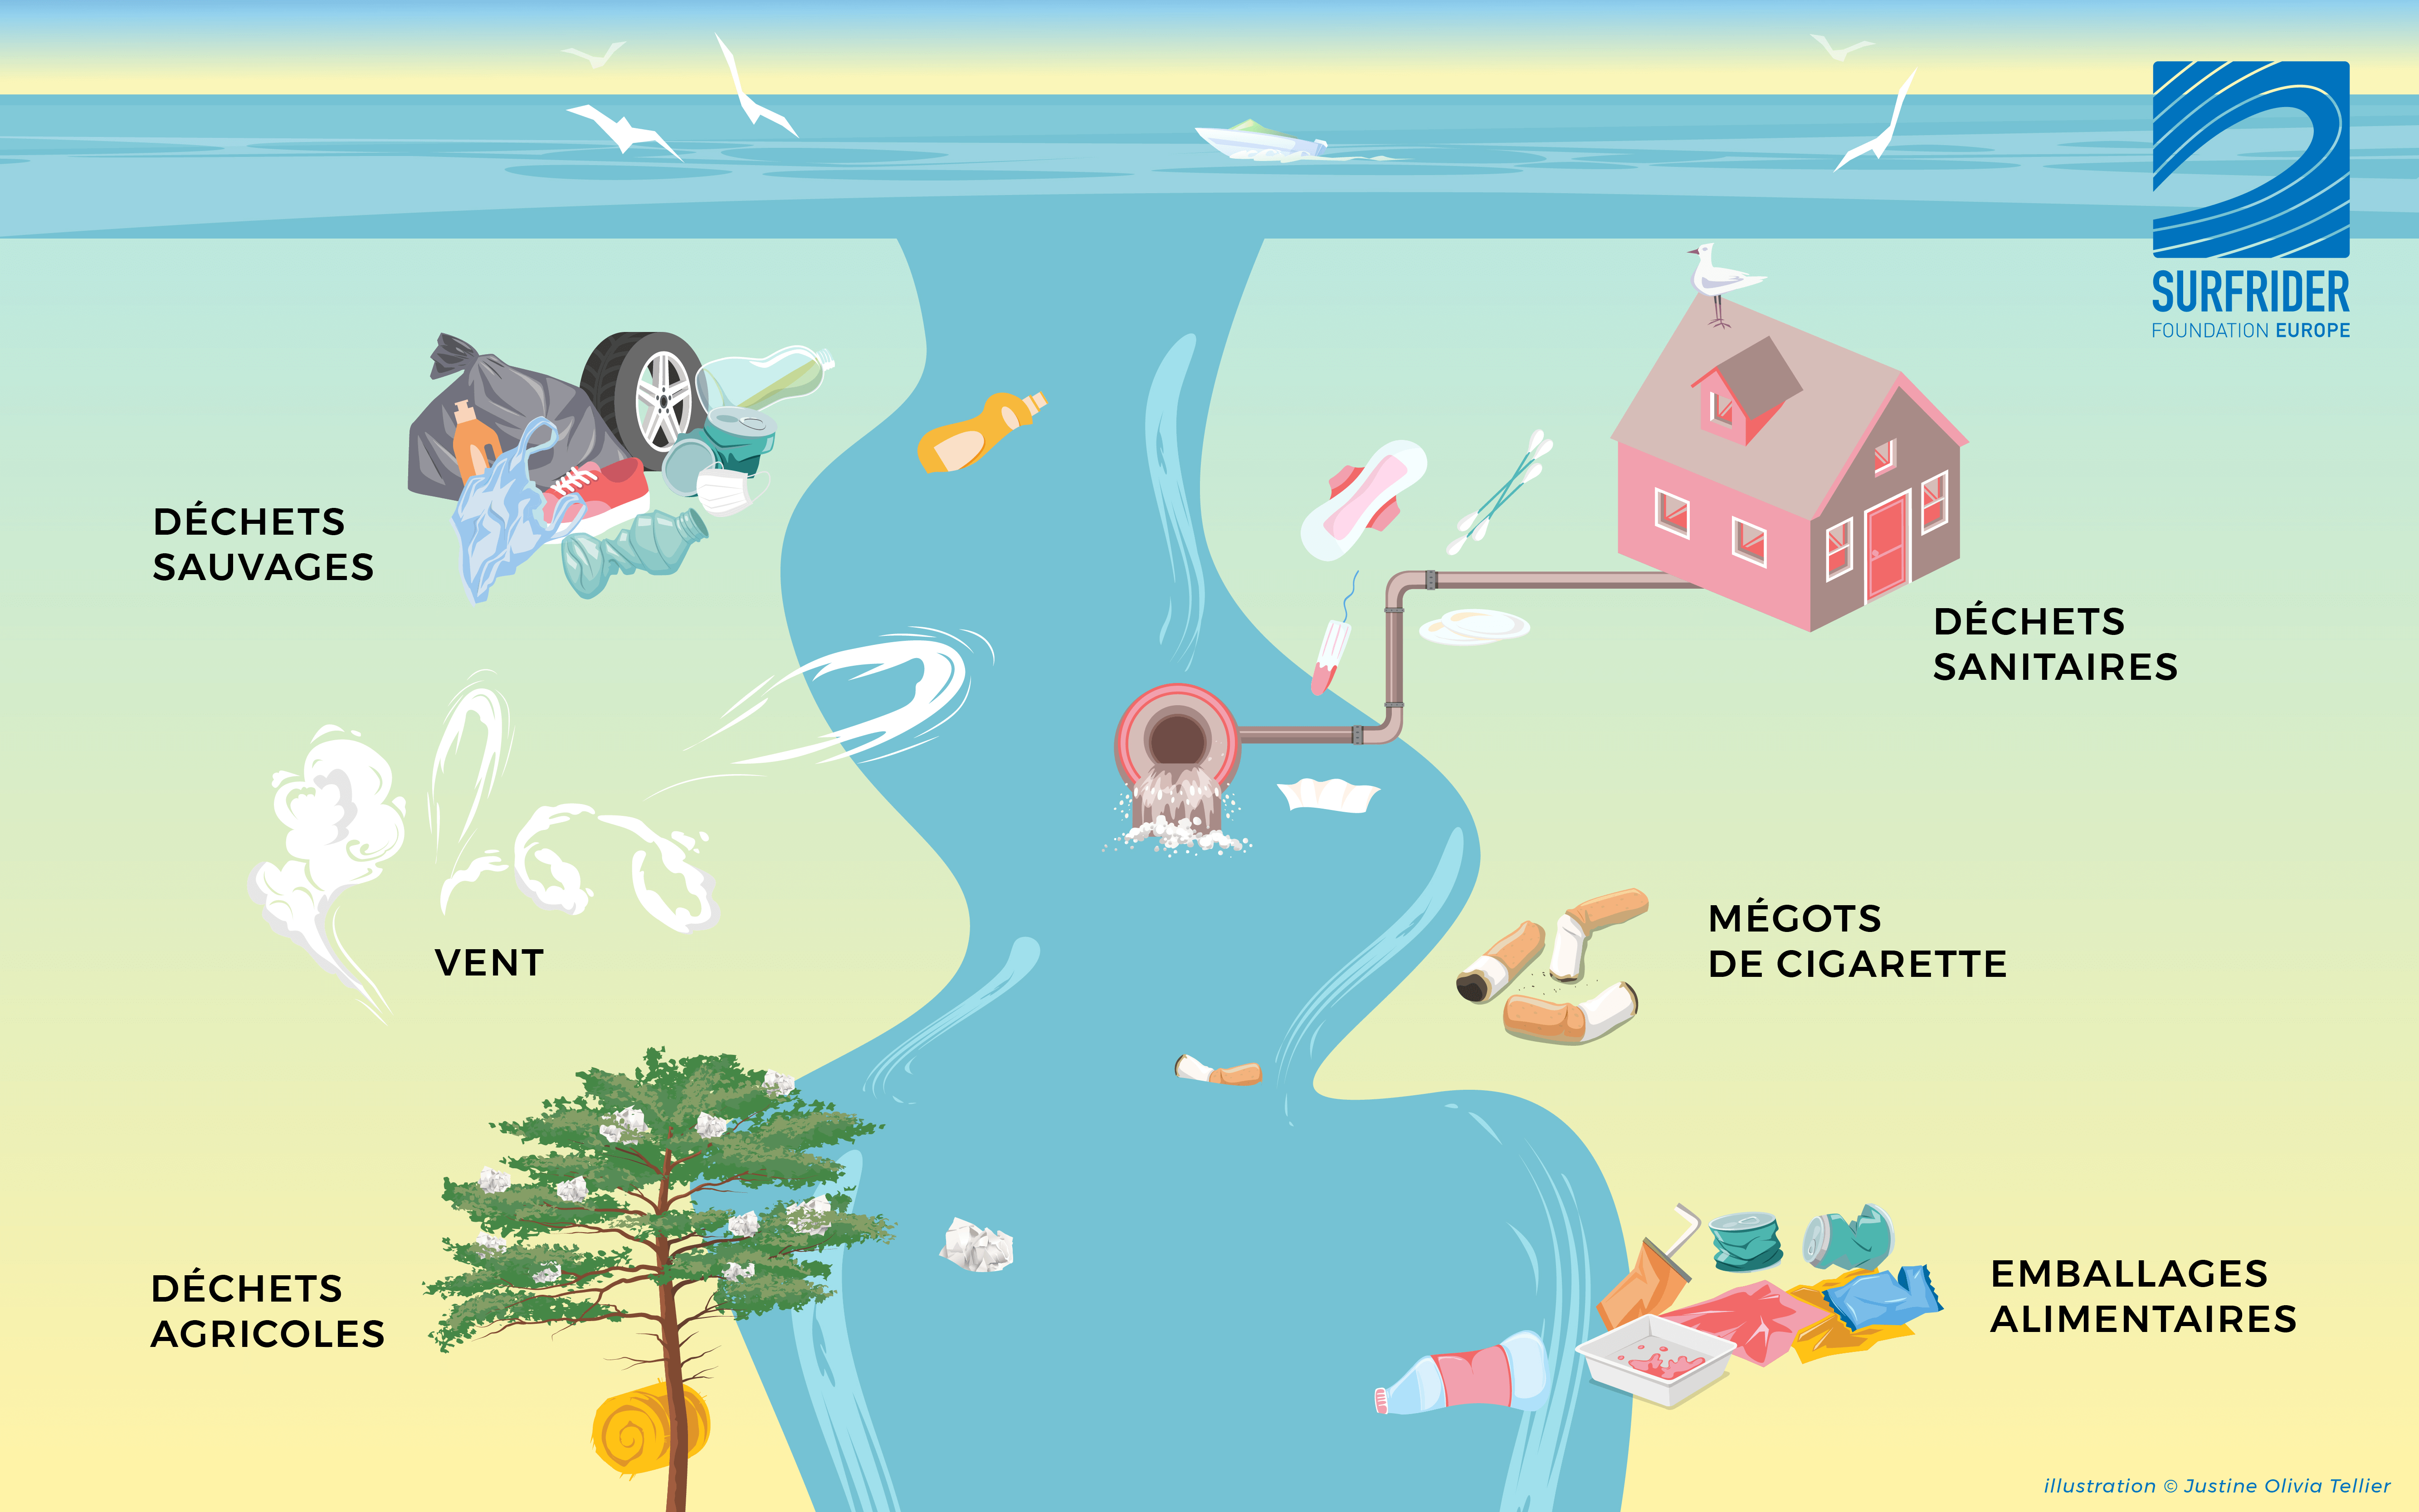 SURFRIDER
FOUNDATION EUROPE
DÉCHETS
SAUVAGES
DÉCHETS
SANITAIRES
VENT
MÉGOTS
DE CIGARETTE
DÉCHETS
AGRICOLES
EMBALLAGES
ALIMENTAIRES
illustration © Justine Olivia Tellier